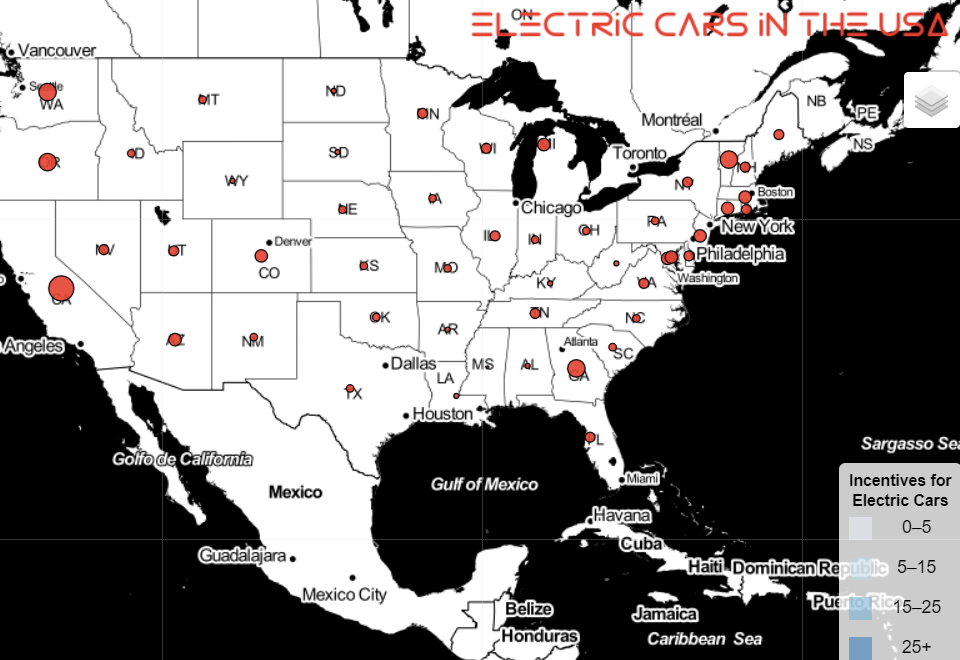 ELECTRIC CARS IN THE USA
ON
Vancouver
Seattle
WA
MT
ND
MN
NB
PE
NS
Montréal
Toronto
OR
ID
SD
WI
MI
WY
NE
IA
NY
NH
Boston
Chicago
New York
NV
UT
Denver
CO
KS
MO
IL
IN
OH
PA
Philadelphia
Washington
CA
KY
VA
Angeles
AZ
NM
OK
AR
TN
NC
Atlanta
SC
Dallas
MS
AL
GA
LA
TX
Houston
FL
Golfo de California
Mexico
Gulf of Mexico
Miami
Sargasso Sea
Havana
Cuba
Guadalajara
Mexico City
Haiti
Dominican Republic
Puerto Rico
Belize
Jamaica
Honduras
Caribbean Sea
Incentives for
Electric Cars
0–5
5–15
15–25
25+